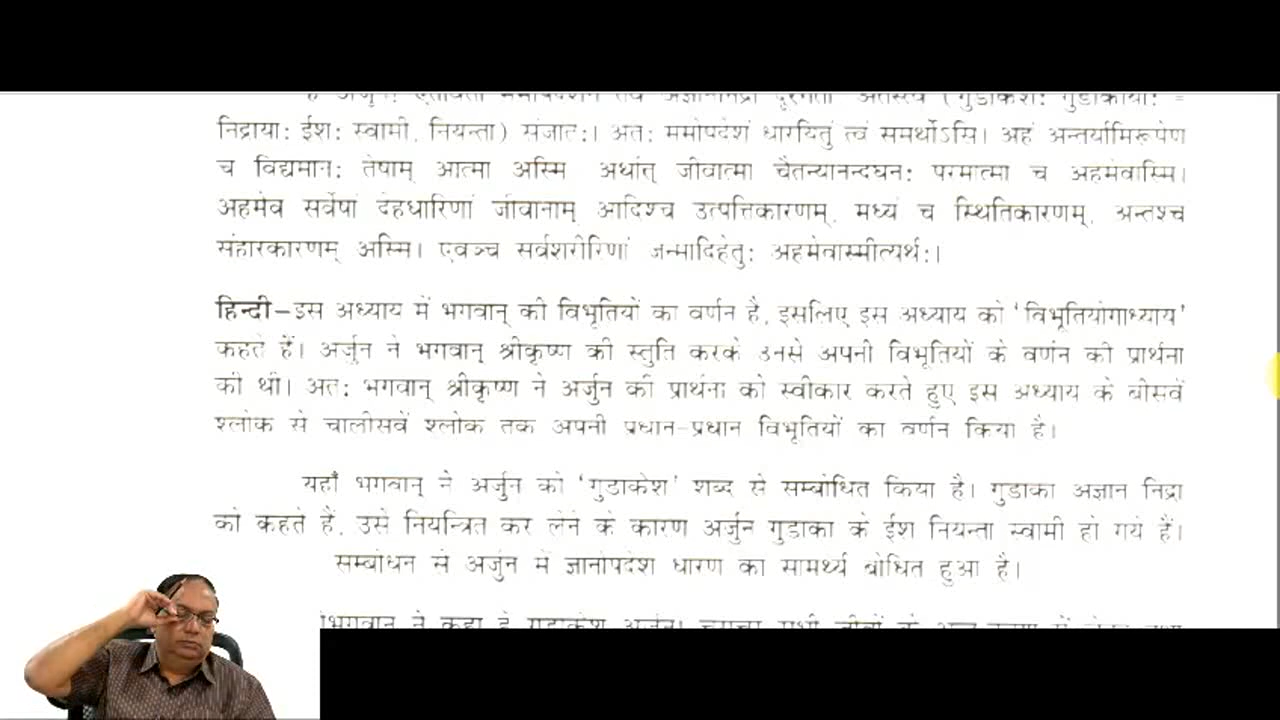 निद्रायाः ईशः स्वामी, नियन्ता) संजातः। अतः ममोपदेशं धारयितुं त्वं समर्थोऽसि। अहं अन्तर्यामिरूपेण
च विद्यमानः तेषाम् आत्मा अस्मि अर्थात् जीवात्मा चैतन्यानन्दघनः परमात्मा च अहमेवास्मि।
अहमेव सर्वेषां देहधारिणां जीवानाम् आदिश्च उत्पत्तिकारणम्, मध्यं च स्थितिकारणम्, अन्तश्च
संहारकारणम् अस्मि। एवञ्च सर्वशरीरिणां जन्मादिहेतुः अहमेवास्मीत्यर्थः।
हिन्दी–इस अध्याय में भगवान् की विभूतियों का वर्णन है, इसलिए इस अध्याय को 'विभूतियोगाध्याय'
कहते हैं। अर्जुन ने भगवान् श्रीकृष्ण की स्तुति करके उनसे अपनी विभूतियों के वर्णन की प्रार्थना
की थी। अतः भगवान् श्रीकृष्ण ने अर्जुन की प्रार्थना को स्वीकार करते हुए इस अध्याय के बीसवें
श्लोक से चालीसवें श्लोक तक अपनी प्रधान-प्रधान विभूतियों का वर्णन किया है।
यहाँ भगवान् ने अर्जुन को 'गुडाकेश' शब्द से सम्बोधित किया है। गुडाका अज्ञान निद्रा
को कहते हैं, उसे नियन्त्रित कर लेने के कारण अर्जुन गुडाका के ईश नियन्ता स्वामी हो गये हैं।
सम्बोधन से अर्जुन में ज्ञानोपदेश धारण का सामर्थ्य बोधित हुआ है।